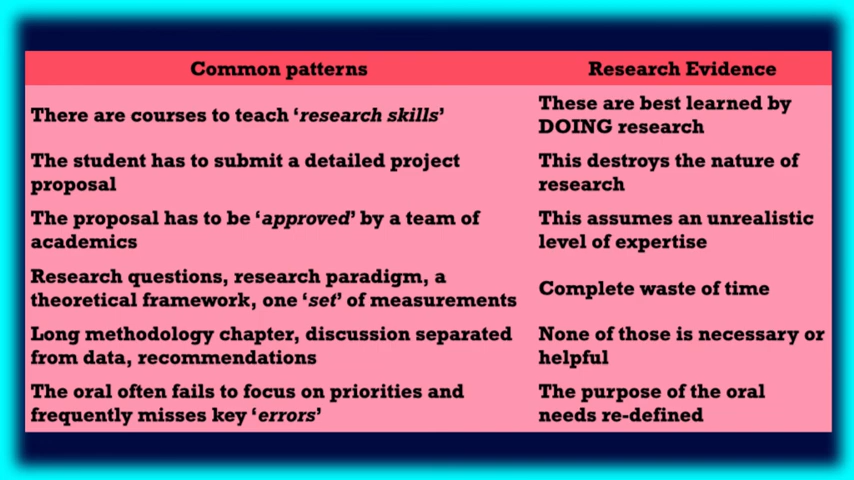 Common patterns
Research Evidence
There are courses to teach ‘research skills’
These are best learned by
DOING research
The student has to submit a detailed project
proposal
This destroys the nature of
research
The proposal has to be ‘approved’ by a team of
academics
This assumes an unrealistic
level of expertise
Research questions, research paradigm, a
theoretical framework, one ‘set’ of measurements
Complete waste of time
Long methodology chapter, discussion separated
from data, recommendations
None of those is necessary or
helpful
The oral often fails to focus on priorities and
frequently misses key ‘errors’
The purpose of the oral
needs re-defined